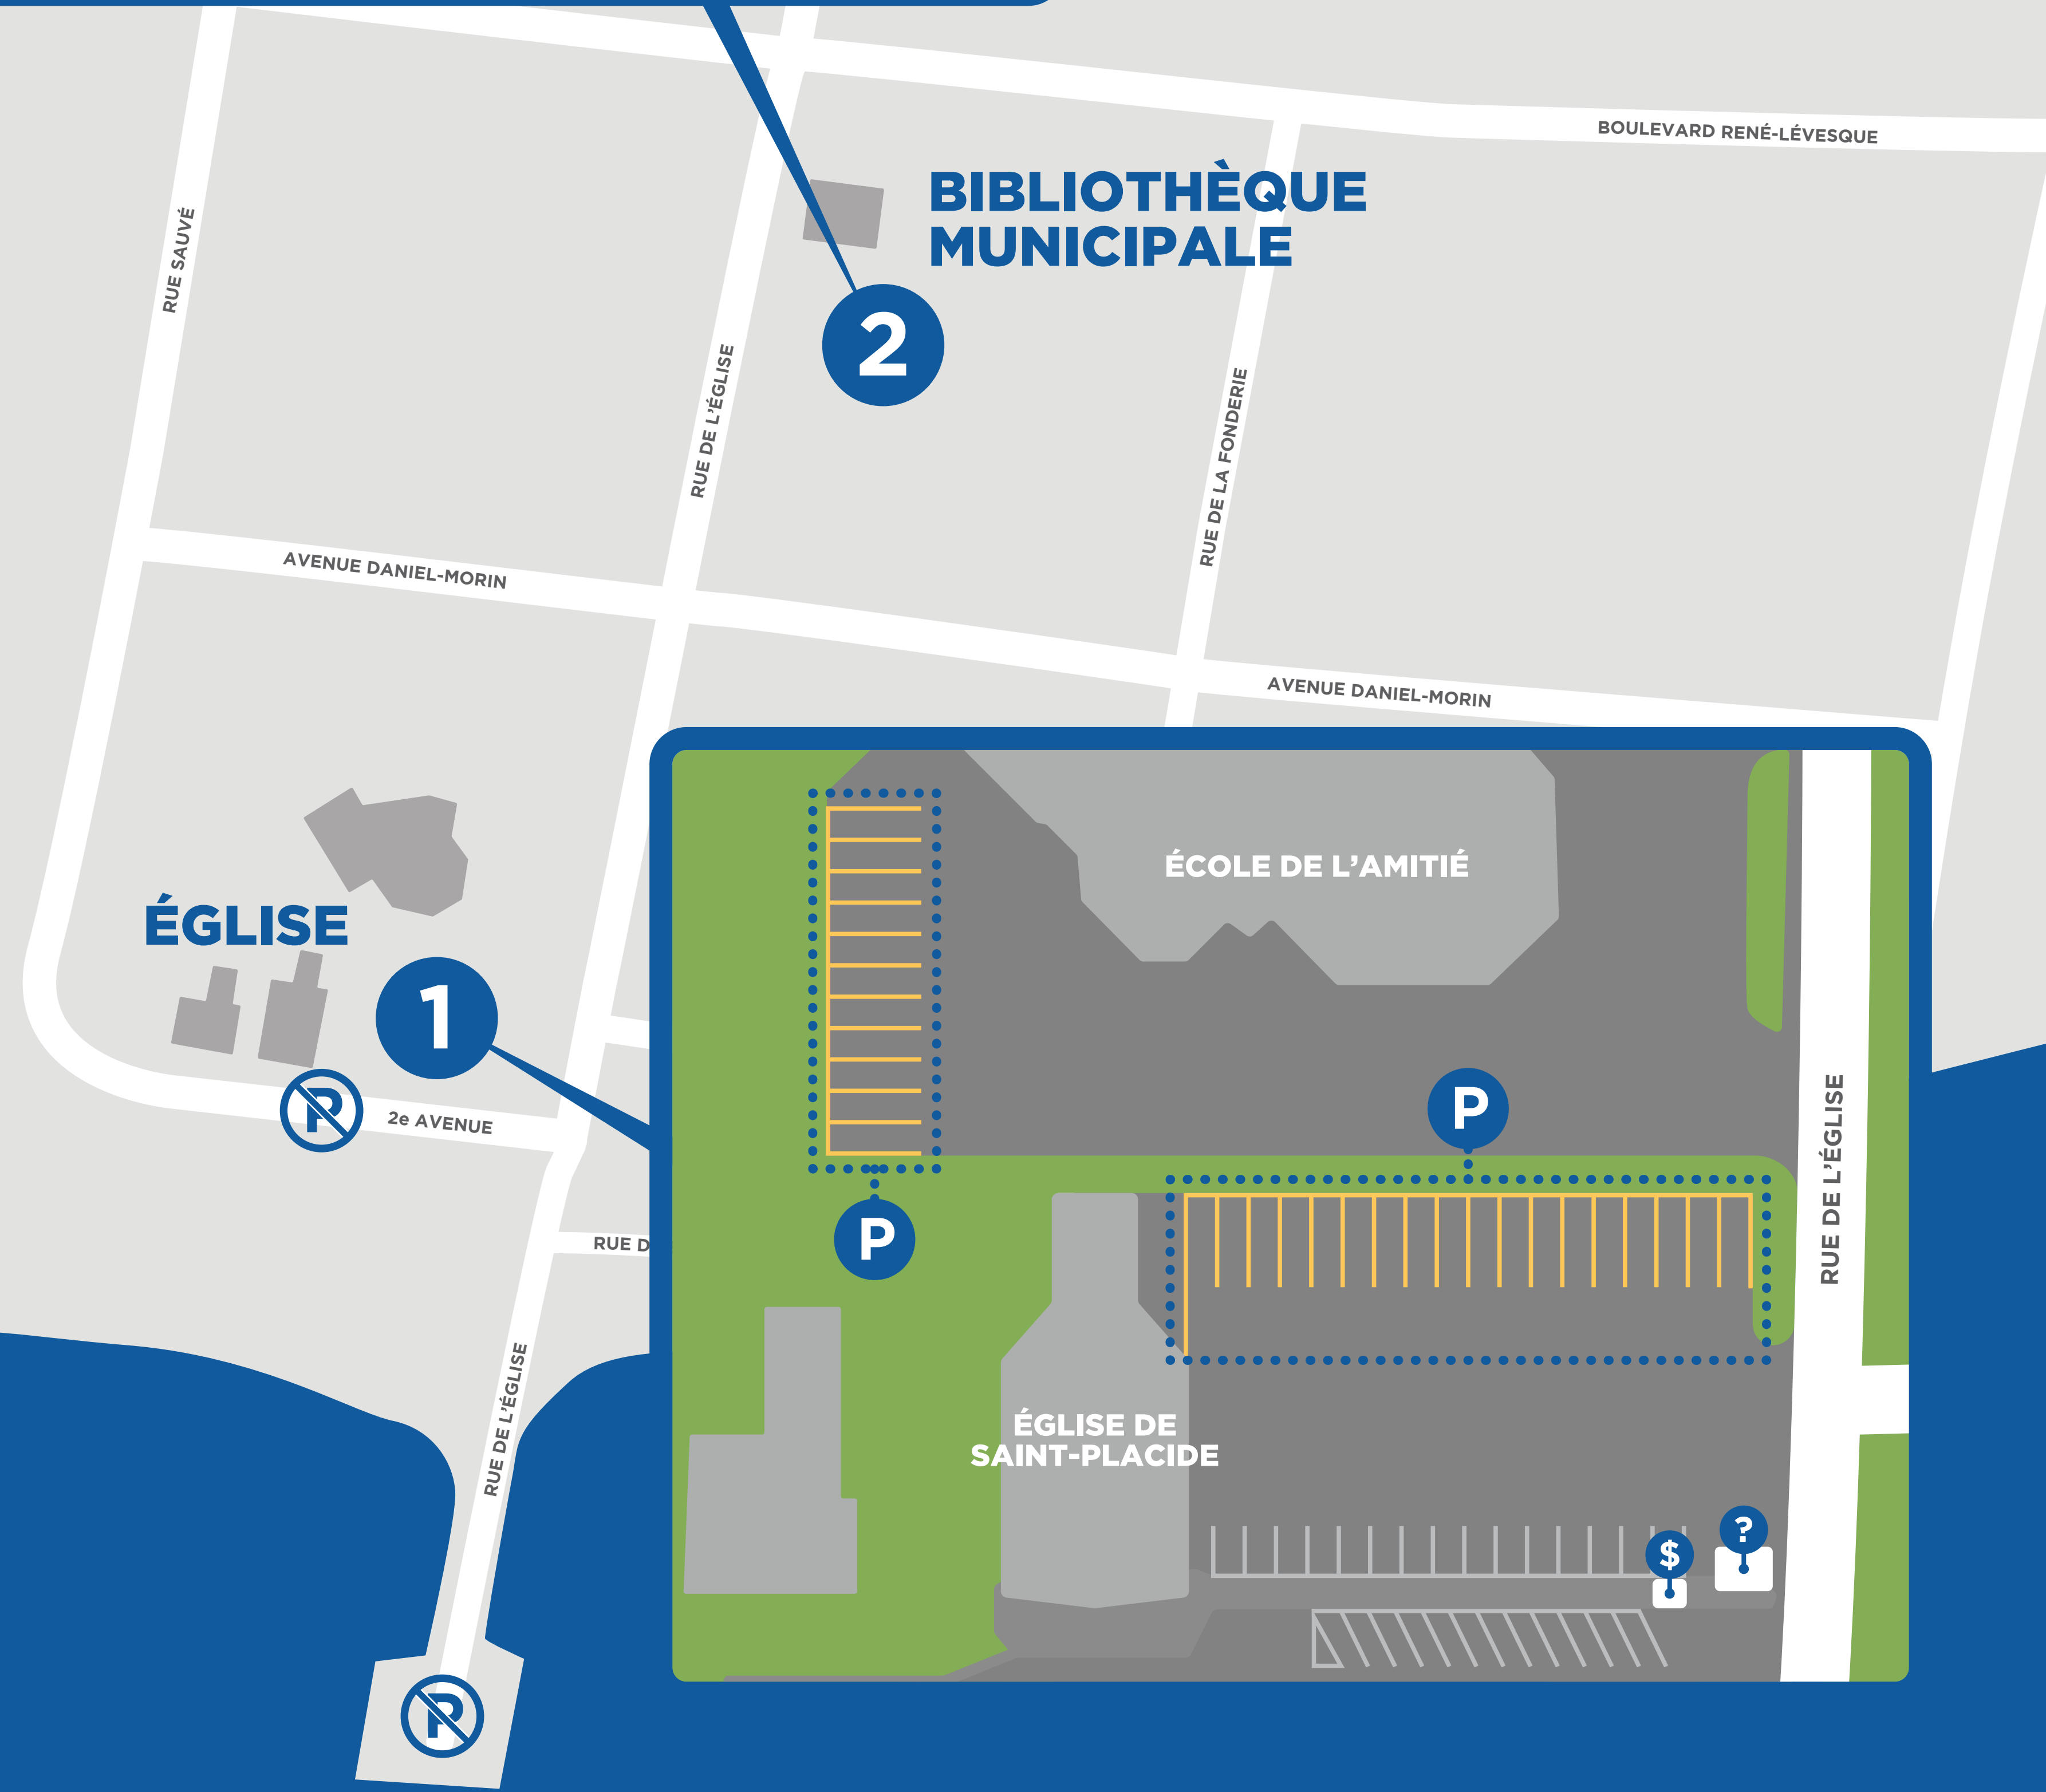 BOULEVARD RENÉ-LÉVESQUE
BIBLIOTHÈQUE
MUNICIPALE
RUE SAUVÉ
2
RUE DE L'ÉGLISE
RUE DE LA FONDERIE
AVENUE DANIEL-MORIN
AVENUE DANIEL-MORIN
ÉCOLE DE L'AMITIÉ
ÉGLISE
1
P
2e AVENUE
P
P
RUE DE L'ÉGLISE
RUE D
RUE DE L'ÉGLISE
ÉGLISE DE
SAINT-PLACIDE
$
?
P